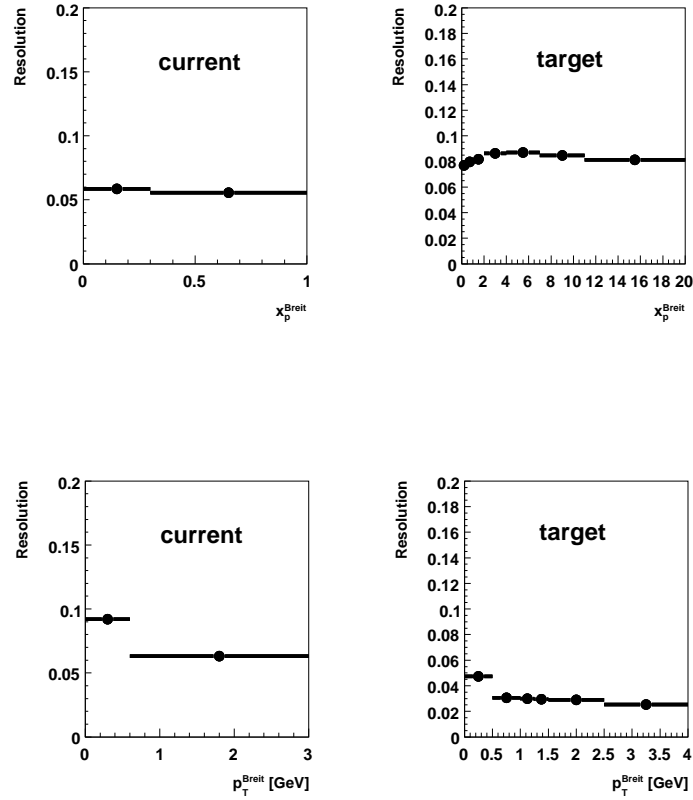 Resolution
current
0.2
0.15
0.1
0.05
0
0 0.5 1
x_p^Breit
Resolution
target
0.2
0.18
0.16
0.14
0.12
0.1
0.08
0.06
0.04
0.02
0
0 2 4 6 8 10 12 14 16 18 20
x_p^Breit
Resolution
current
0.2
0.15
0.1
0.05
0
0 1 2 3
p_T^Breit [GeV]
Resolution
target
0.2
0.18
0.16
0.14
0.12
0.1
0.08
0.06
0.04
0.02
0
0 0.5 1 1.5 2 2.5 3 3.5 4
p_T^Breit [GeV]